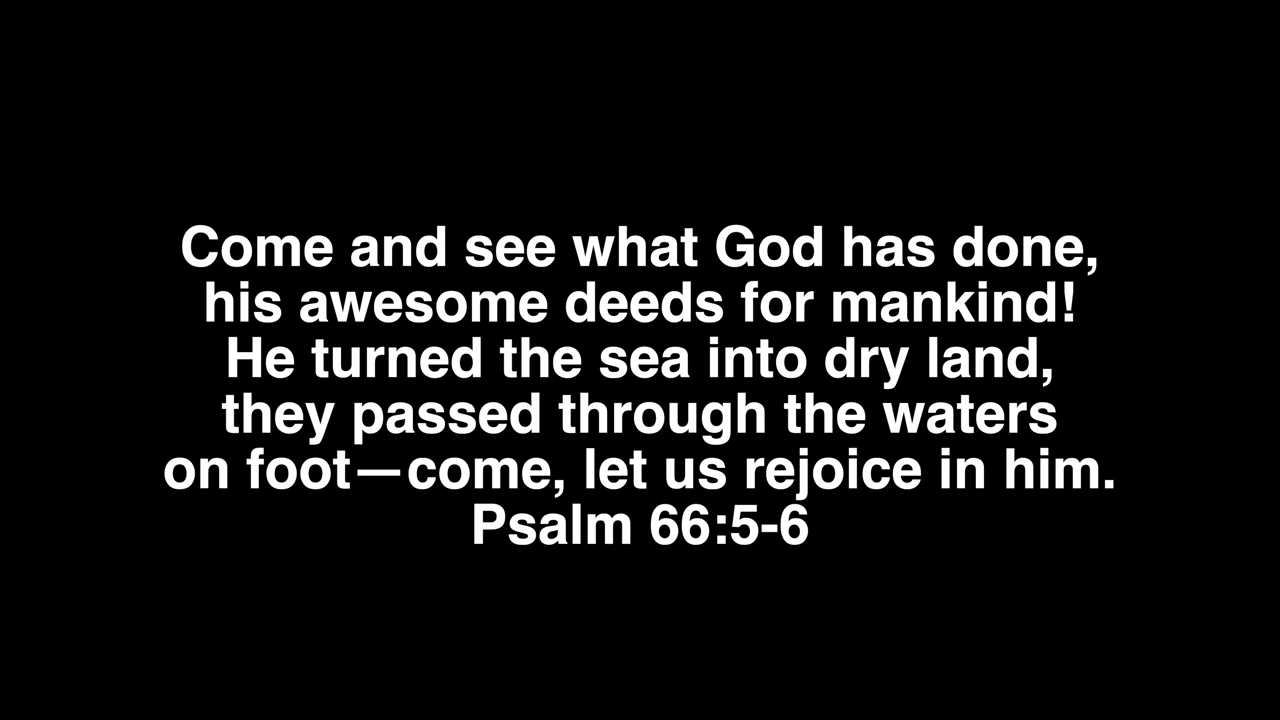 Come and see what God has done,
his awesome deeds for mankind!
He turned the sea into dry land,
they passed through the waters
on foot—come, let us rejoice in him.
Psalm 66:5-6